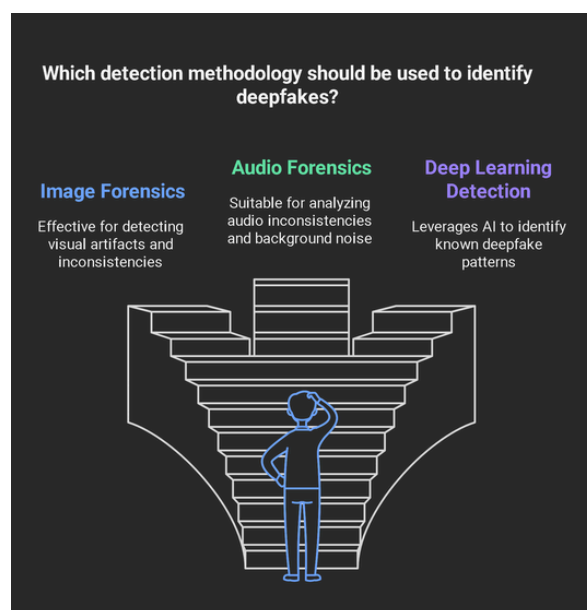 Which detection methodology should be used to identify
deepfakes?
Image Forensics
Effective for detecting
visual artifacts and
inconsistencies
Audio Forensics
Suitable for analyzing
audio inconsistencies
and background noise
Deep Learning
Detection
Leverages AI to identify
known deepfake
patterns